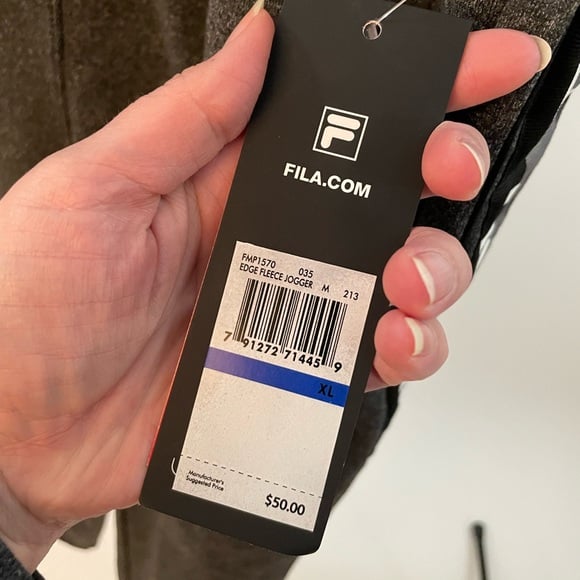 F
FILA.COM
FMP1570 035
EDGE FLEECE JOGGER M 213
7 91272 71445 9
XL
Manufacturer's
Suggested Price
$50.00